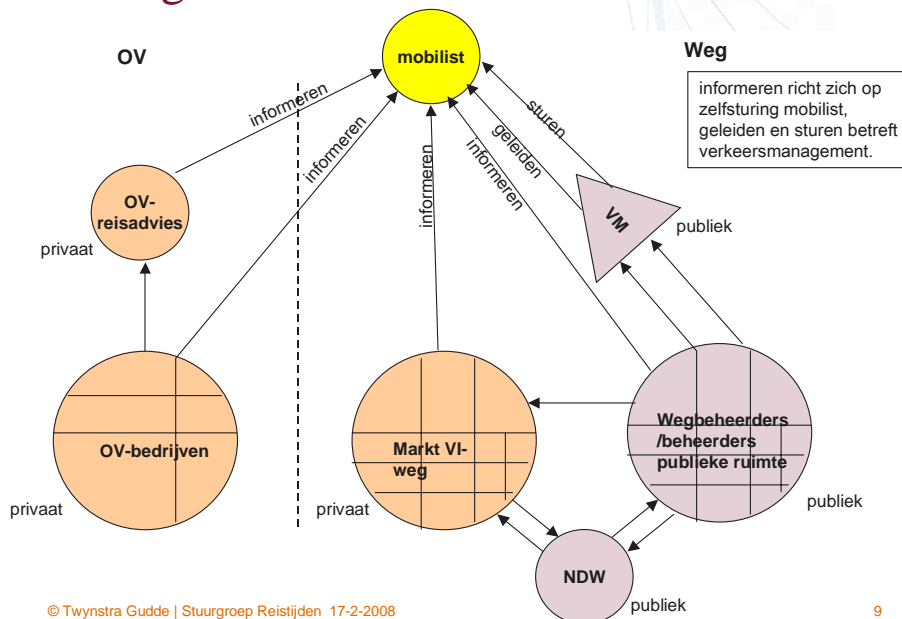 OV
mobilist
Weg
informeren richt zich op
zelfsturing mobilist,
geleiden en sturen betreft
verkeersmanagement.
informeren
informeren
informeren
informeren
geleiden
sturen
OV-
reisadvies
privaat
VM
publiek
OV-bedrijven
privaat
Markt VI-
weg
privaat
Wegbeheerders
/beheerders
publieke ruimte
publiek
NDW
publiek
© Twynstra Gudde | Stuurgroep Reistijden 17-2-2008
9